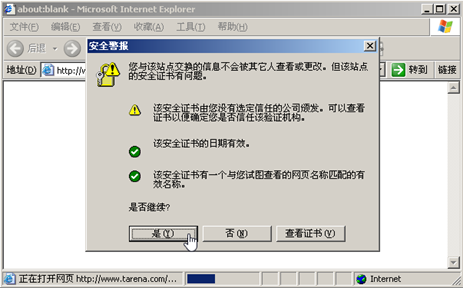 about:blank - Microsoft Internet Explorer
文件(F) 编辑(E) 查看(V) 收藏(A) 工具(T) 帮助(H)
后退
安全警报
地址(D) http://w
转到 链接
您与该站点交换的信息不会被其它人查看或更改。但该站点
的安全证书有问题。
该安全证书由您没有选定信任的公司颁发。可以查看
证书以便确定您是否信任该验证机构。
该安全证书的日期有效。
该安全证书有一个与您试图查看的网页名称匹配的有
效名称。
是否继续?
是(Y) 否(N) 查看证书(V)
正在打开网页 http://www.tarena.com/... Internet